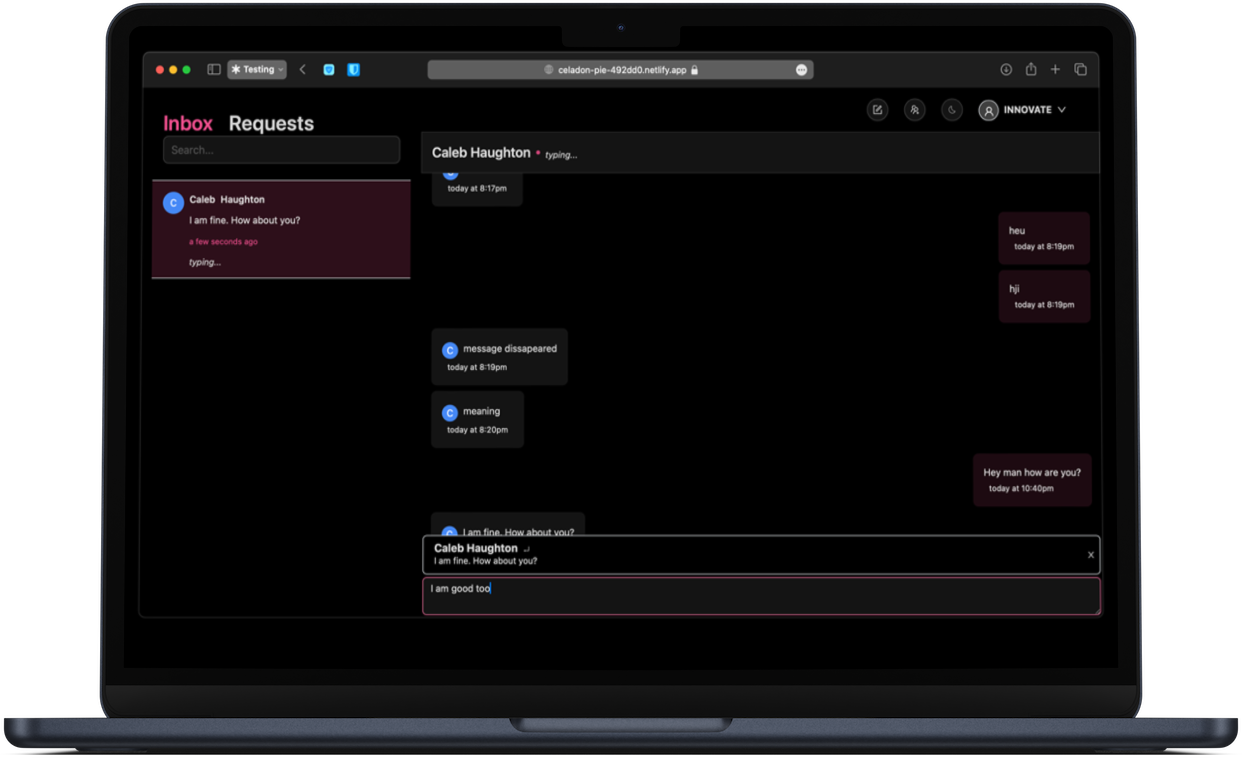 Testing
celadon-pie-492dd0.netlify.app
INNOVATE
Inbox Requests
Search...
C
Caleb Haughton
I am fine. How about you?
a few seconds ago
typing...
Caleb Haughton • typing...
C
today at 8:17pm
heu
today at 8:19pm
hji
today at 8:19pm
C message dissapeared
today at 8:19pm
C meaning
today at 8:20pm
Hey man how are you?
today at 10:40pm
C I am fine. How about you?
Caleb Haughton
I am fine. How about you?
X
I am good too